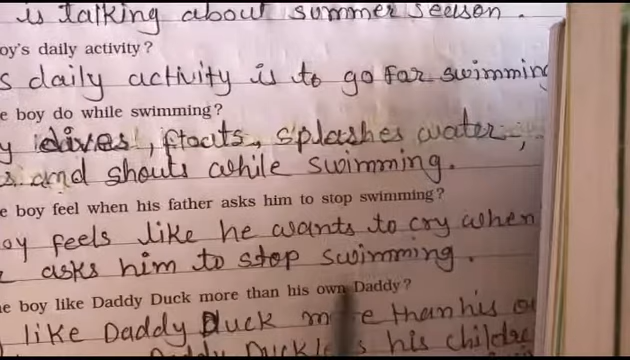 is talking about summer season.
oy's daily activity?
s daily activity is to go for swimming
e boy do while swimming?
y dives, floats, splashes water,
s and shouts while swimming.
e boy feel when his father asks him to stop swimming?
oy feels like he wants to cry when
asks him to stop swimming.
he boy like Daddy Duck more than his own Daddy?
like Daddy Duck more than his
his childre